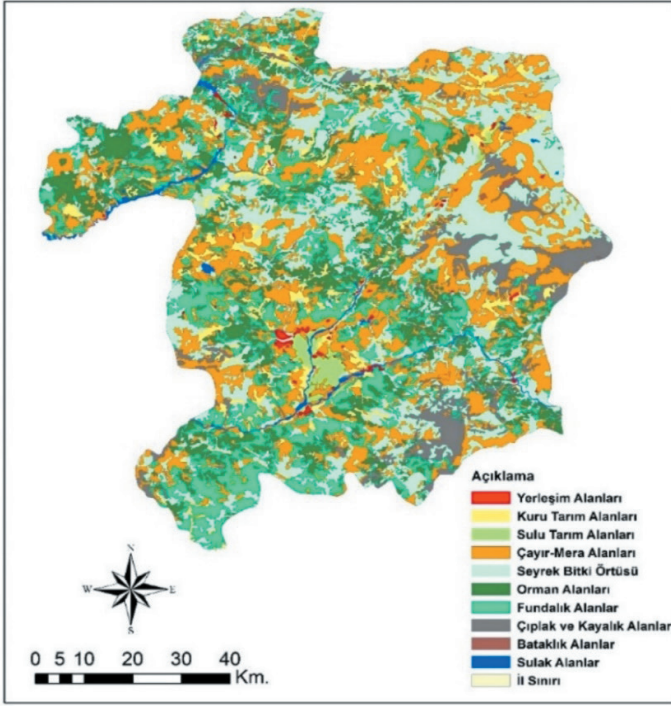 Açıklama
Yerleşim Alanları
Kuru Tarım Alanları
Sulu Tarım Alanları
Çayır-Mera Alanları
Seyrek Bitki Örtüsü
Orman Alanları
Fundalık Alanlar
Çıplak ve Kayalık Alanlar
Bataklık Alanlar
Sulak Alanlar
İl Sınırı
N
W E
S
0 5 10 20 30 40
Km.